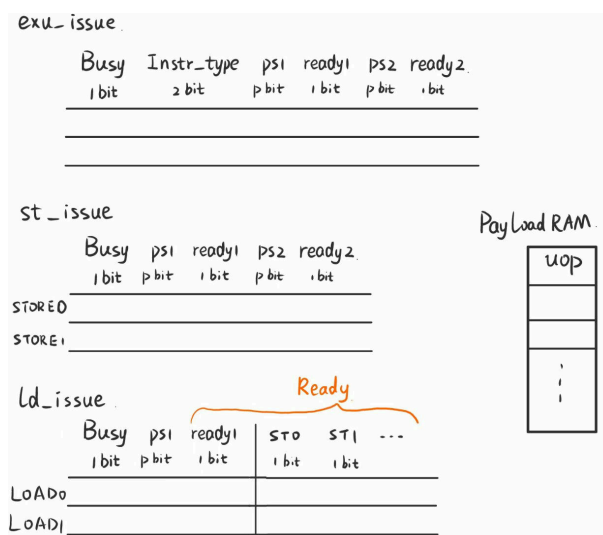 exu_issue
Busy Instr_type ps1 ready1 ps2 ready2
1 bit 2 bit p bit 1 bit p bit 1 bit
st_issue
Busy ps1 ready1 ps2 ready2
1 bit p bit 1 bit p bit 1 bit
STORE0
STORE1
PayLoad RAM
uop
Ready
ld_issue
Busy ps1 ready1 ST0 ST1 ...
1 bit p bit 1 bit 1 bit 1 bit
LOAD0
LOAD1